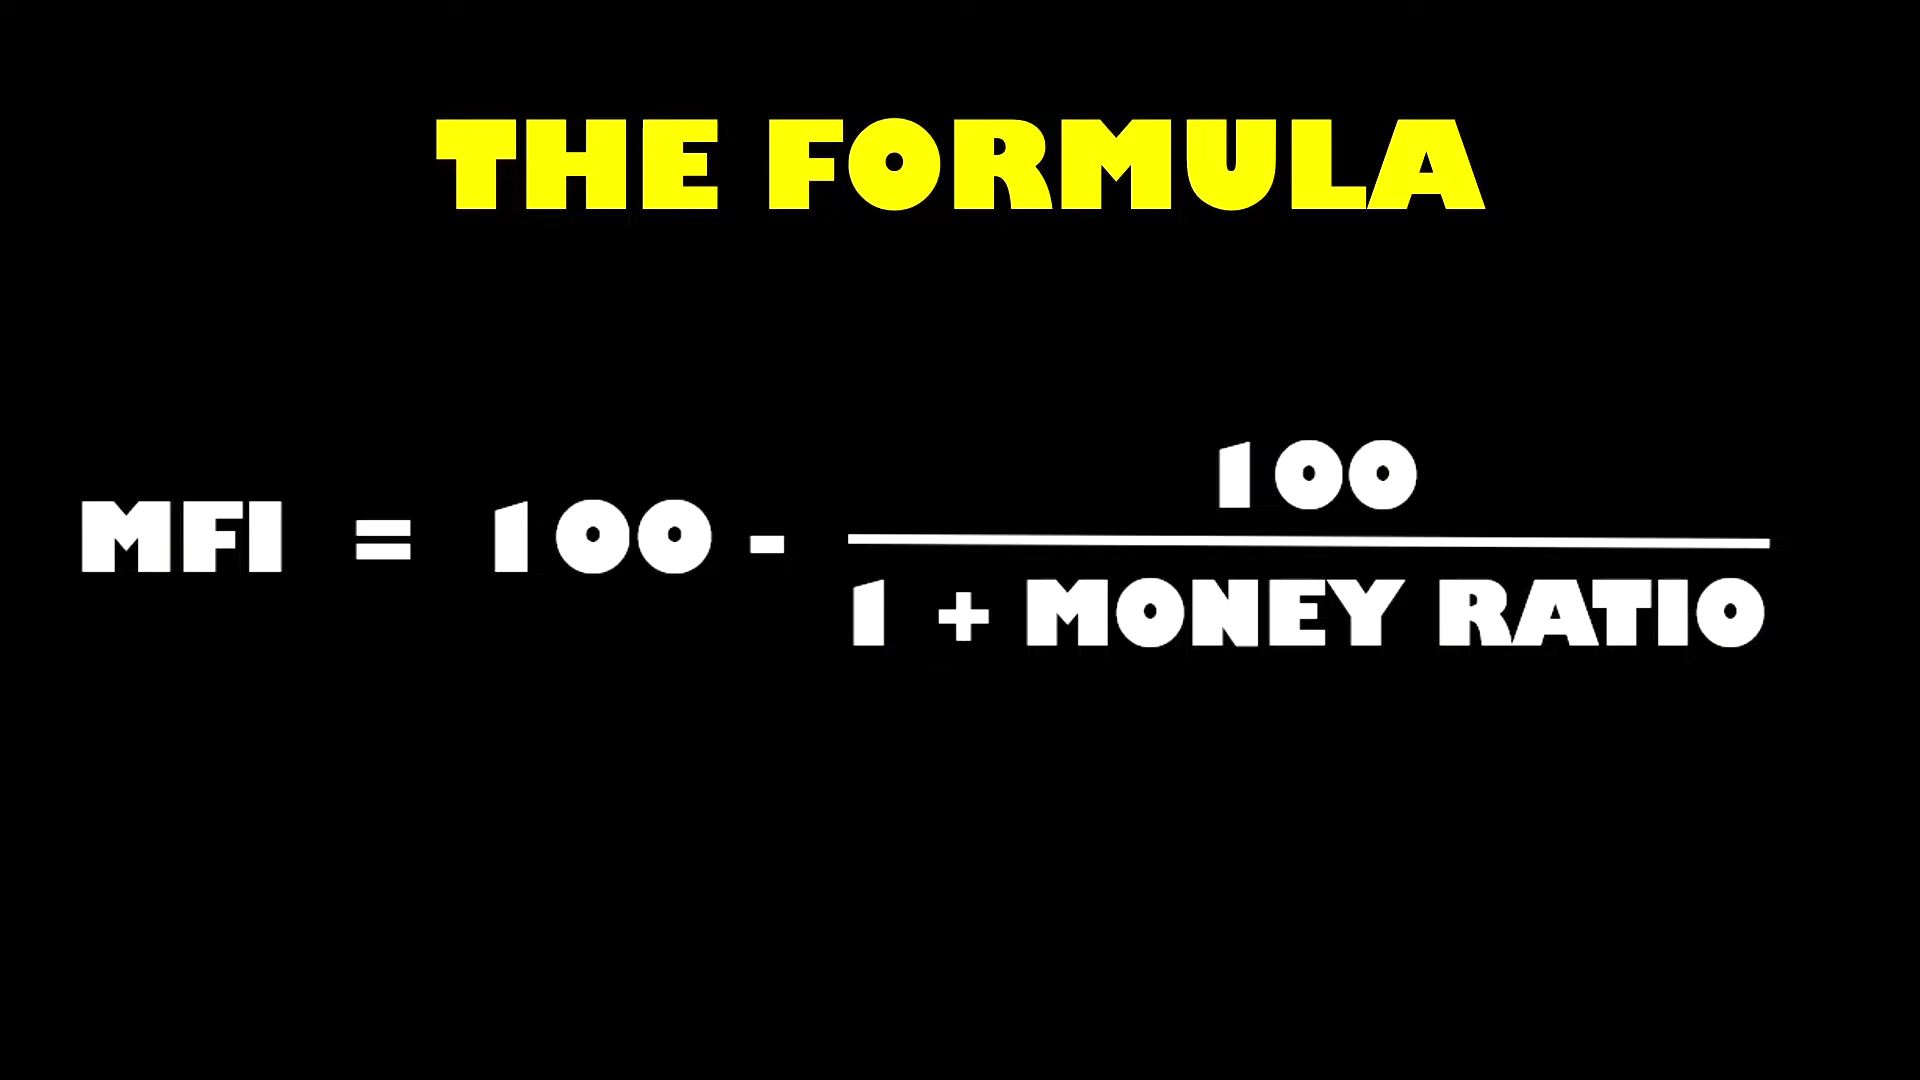 THE FORMULA
MFI = 100 - 100
1 + MONEY RATIO